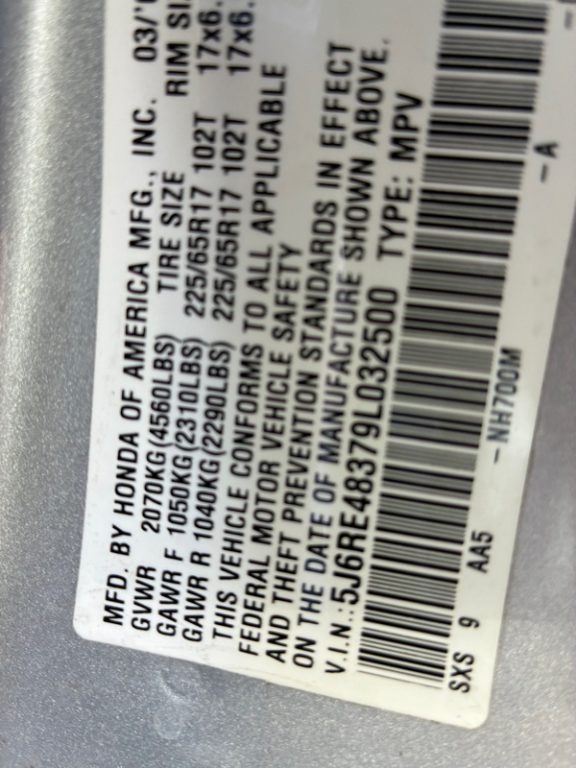 MFD. BY HONDA OF AMERICA MFG., INC. 03/'
GVWR 2070KG(4560LBS) TIRE SIZE RIM SI
GAWR F 1050KG(2310LBS) 225/65R17 102T 17x6.
GAWR R 1040KG(2290LBS) 225/65R17 102T 17x6.
THIS VEHICLE CONFORMS TO ALL APPLICABLE
FEDERAL MOTOR VEHICLE SAFETY
AND THEFT PREVENTION STANDARDS IN EFFECT
ON THE DATE OF MANUFACTURE SHOWN ABOVE.
V.I.N.: 5J6RE48379L032500 TYPE: MPV
SXS 9 AA5 -NH700M -A